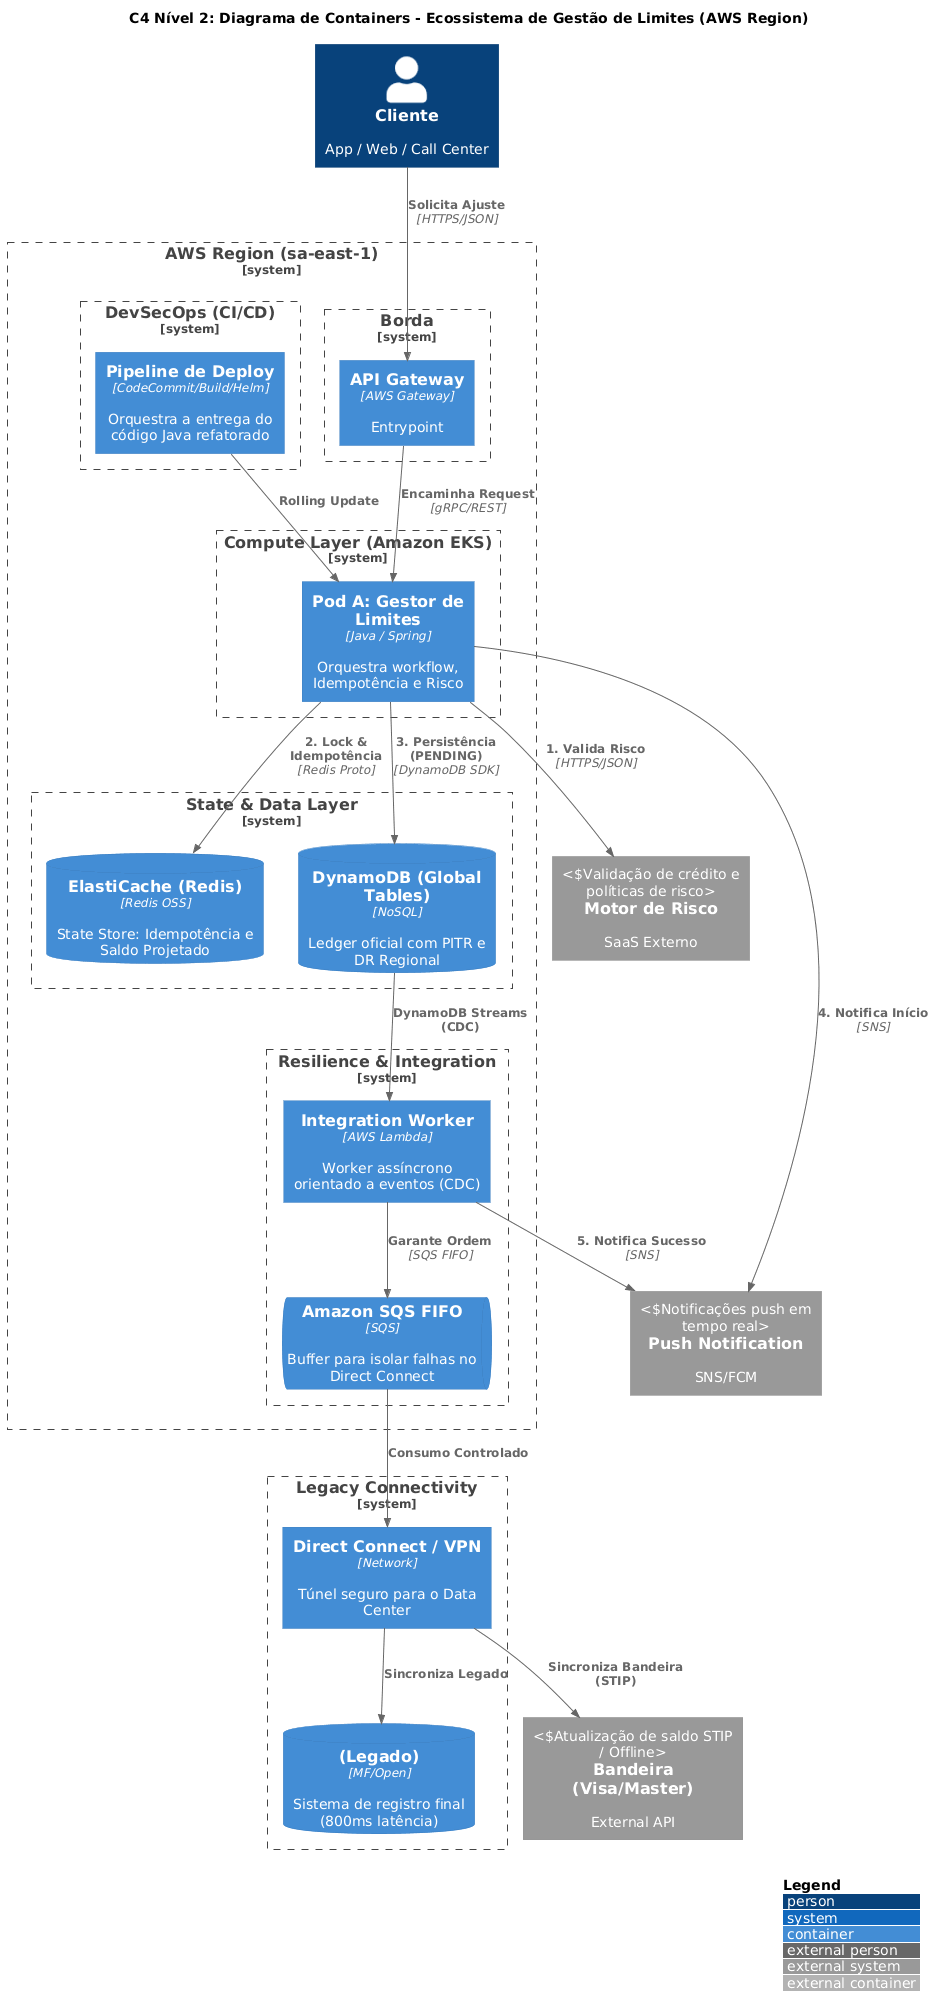 C4 Nível 2: Diagrama de Containers - Ecossistema de Gestão de Limites (AWS Region)
Cliente
App / Web / Call Center
Solicita Ajuste
[HTTPS/JSON]
AWS Region (sa-east-1)
[system]
DevSecOps (CI/CD)
[system]
Pipeline de Deploy
[CodeCommit/Build/Helm]
Orquestra a entrega do
código Java refatorado
Borda
[system]
API Gateway
[AWS Gateway]
Entrypoint
Rolling Update
Encaminha Request
[gRPC/REST]
Compute Layer (Amazon EKS)
[system]
Pod A: Gestor de
Limites
[Java / Spring]
Orquestra workflow,
Idempotência e Risco
2. Lock &
Idempotência
[Redis Proto]
3. Persistência
(PENDING)
[DynamoDB SDK]
1. Valida Risco
[HTTPS/JSON]
State & Data Layer
[system]
ElastiCache (Redis)
[Redis OSS]
State Store: Idempotência e
Saldo Projetado
DynamoDB (Global
Tables)
[NoSQL]
Ledger oficial com PITR e
DR Regional
<$Validação de crédito e
políticas de risco>
Motor de Risco
SaaS Externo
DynamoDB Streams
(CDC)
4. Notifica Início
[SNS]
Resilience & Integration
[system]
Integration Worker
[AWS Lambda]
Worker assíncrono
orientado a eventos (CDC)
Garante Ordem
[SQS FIFO]
5. Notifica Sucesso
[SNS]
Amazon SQS FIFO
[SQS]
Buffer para isolar falhas no
Direct Connect
<$Notificações push em
tempo real>
Push Notification
SNS/FCM
Consumo Controlado
Legacy Connectivity
[system]
Direct Connect / VPN
[Network]
Túnel seguro para o Data
Center
Sincroniza Legado
Sincroniza Bandeira
(STIP)
(Legado)
[MF/Open]
Sistema de registro final
(800ms latência)
<$Atualização de saldo STIP
/ Offline>
Bandeira
(Visa/Master)
External API
Legend
person
system
container
external person
external system
external container